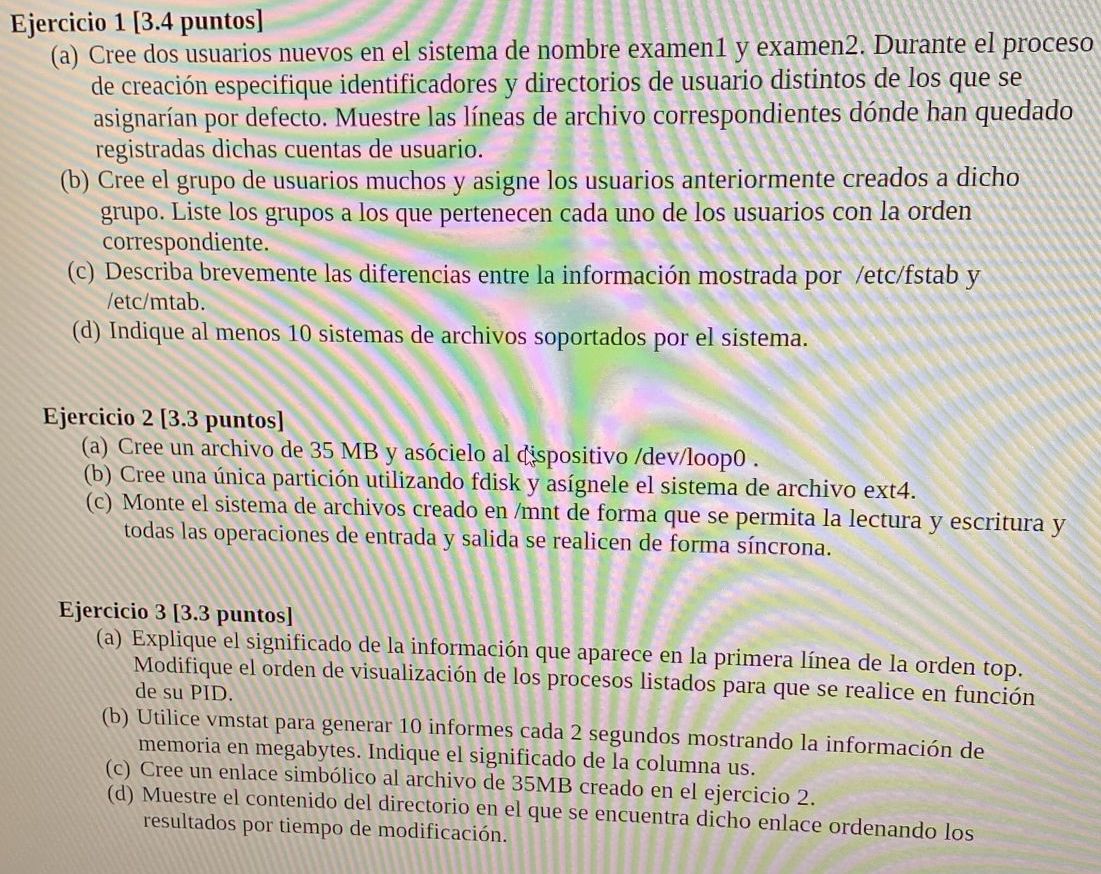 Ejercicio 1 [3.4 puntos]
(a) Cree dos usuarios nuevos en el sistema de nombre examen1 y examen2. Durante el proceso
de creación especifique identificadores y directorios de usuario distintos de los que se
asignarían por defecto. Muestre las líneas de archivo correspondientes dónde han quedado
registradas dichas cuentas de usuario.
(b) Cree el grupo de usuarios muchos y asigne los usuarios anteriormente creados a dicho
grupo. Liste los grupos a los que pertenecen cada uno de los usuarios con la orden
correspondiente.
(c) Describa brevemente las diferencias entre la información mostrada por /etc/fstab y
/etc/mtab.
(d) Indique al menos 10 sistemas de archivos soportados por el sistema.
Ejercicio 2 [3.3 puntos]
(a) Cree un archivo de 35 MB y asócielo al dispositivo /dev/loop0 .
(b) Cree una única partición utilizando fdisk y asígnele el sistema de archivo ext4.
(c) Monte el sistema de archivos creado en /mnt de forma que se permita la lectura y escritura y
todas las operaciones de entrada y salida se realicen de forma síncrona.
Ejercicio 3 [3.3 puntos]
(a) Explique el significado de la información que aparece en la primera línea de la orden top.
Modifique el orden de visualización de los procesos listados para que se realice en función
de su PID.
(b) Utilice vmstat para generar 10 informes cada 2 segundos mostrando la información de
memoria en megabytes. Indique el significado de la columna us.
(c) Cree un enlace simbólico al archivo de 35MB creado en el ejercicio 2.
(d) Muestre el contenido del directorio en el que se encuentra dicho enlace ordenando los
resultados por tiempo de modificación.